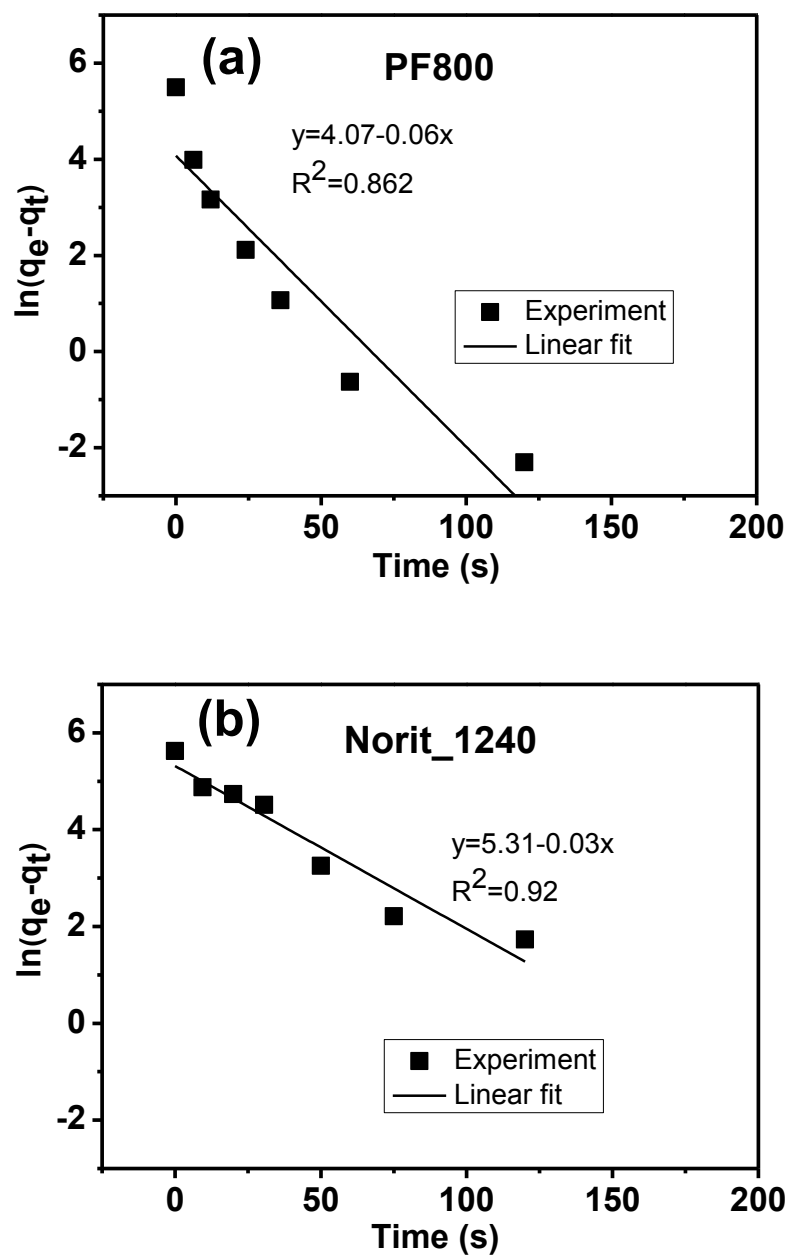 (a)
PF800
y=4.07-0.06x
R²=0.862
6
4
2
0
-2
ln(qₑ-qₜ)
Experiment
Linear fit
0 50 100 150 200
Time (s)
(b)
Norit_1240
y=5.31-0.03x
R²=0.92
6
4
2
0
-2
ln(qₑ-qₜ)
Experiment
Linear fit
0 50 100 150 200
Time (s)